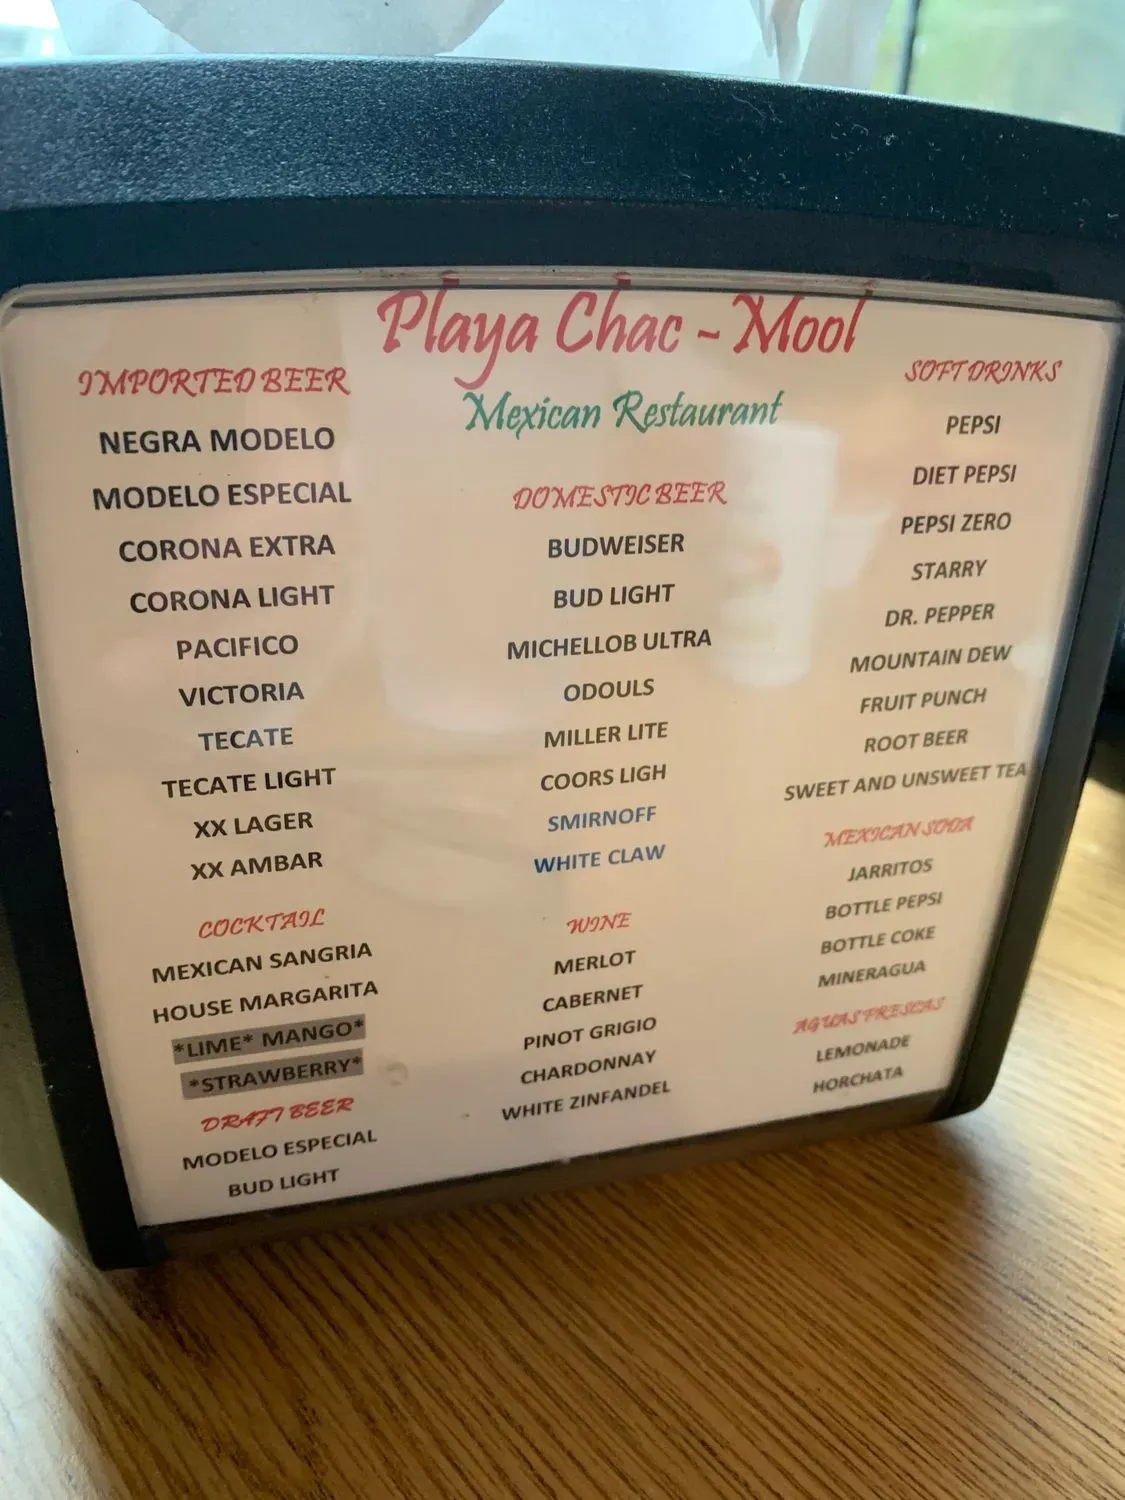 Playa Chac - Mool
Mexican Restaurant
IMPORTED BEER
NEGRA MODELO
MODELO ESPECIAL
CORONA EXTRA
CORONA LIGHT
PACIFICO
VICTORIA
TECATE
TECATE LIGHT
XX LAGER
XX AMBAR
COCKTAIL
MEXICAN SANGRIA
HOUSE MARGARITA
*LIME* MANGO*
*STRAWBERRY*
DRAFT BEER
MODELO ESPECIAL
BUD LIGHT
DOMESTIC BEER
BUDWEISER
BUD LIGHT
MICHELLOB ULTRA
ODOULS
MILLER LITE
COORS LIGH
SMIRNOFF
WHITE CLAW
WINE
MERLOT
CABERNET
PINOT GRIGIO
CHARDONNAY
WHITE ZINFANDEL
SOFT DRINKS
PEPSI
DIET PEPSI
PEPSI ZERO
STARRY
DR. PEPPER
MOUNTAIN DEW
FRUIT PUNCH
ROOT BEER
SWEET AND UNSWEET TEA
MEXICAN SODA
JARRITOS
BOTTLE PEPSI
BOTTLE COKE
MINERAGUA
AGUAS FRESCAS
LEMONADE
HORCHATA